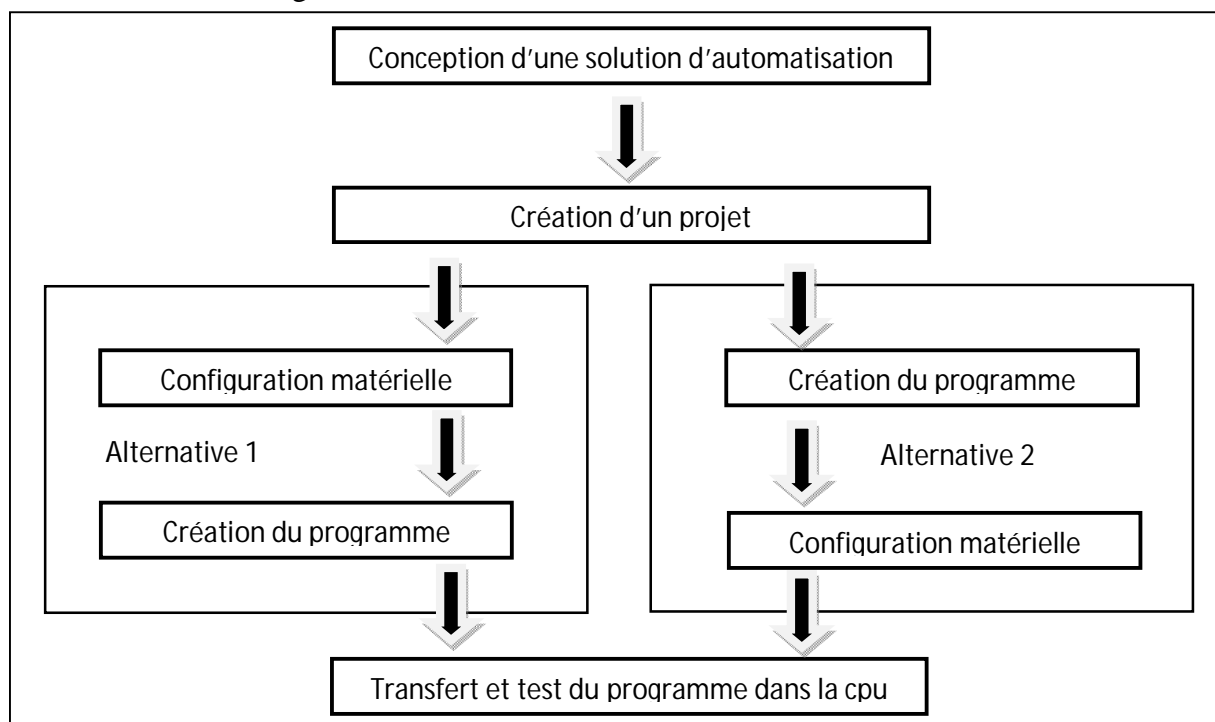 Conception d'une solution d'automatisation
Création d'un projet
Configuration matérielle
Alternative 1
Création du programme
Création du programme
Alternative 2
Configuration matérielle
Transfert et test du programme dans la cpu